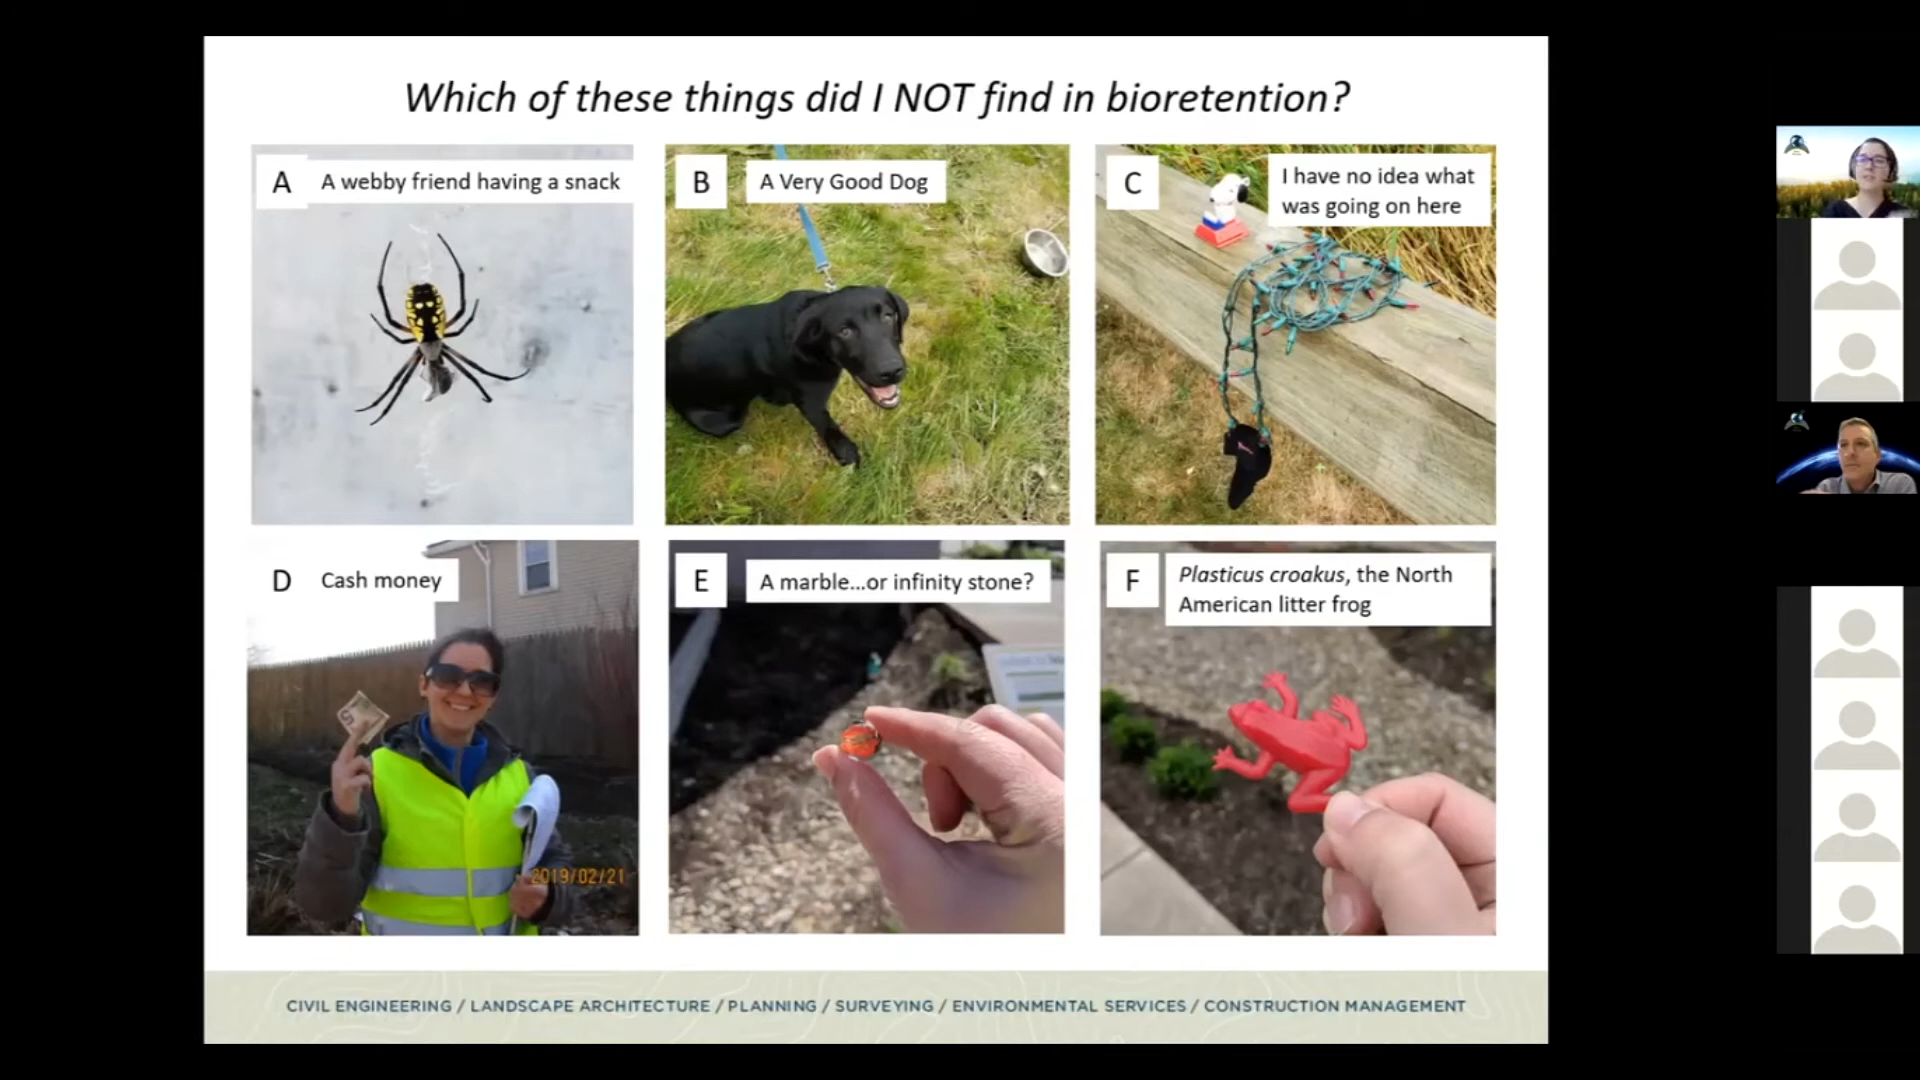 Which of these things did I NOT find in bioretention?
A
A webby friend having a snack
B
A Very Good Dog
C
I have no idea what
was going on here
D
Cash money
5
2019/02/21
E
A marble...or infinity stone?
F
Plasticus croakus, the North
American litter frog
CIVIL ENGINEERING / LANDSCAPE ARCHITECTURE / PLANNING / SURVEYING / ENVIRONMENTAL SERVICES / CONSTRUCTION MANAGEMENT